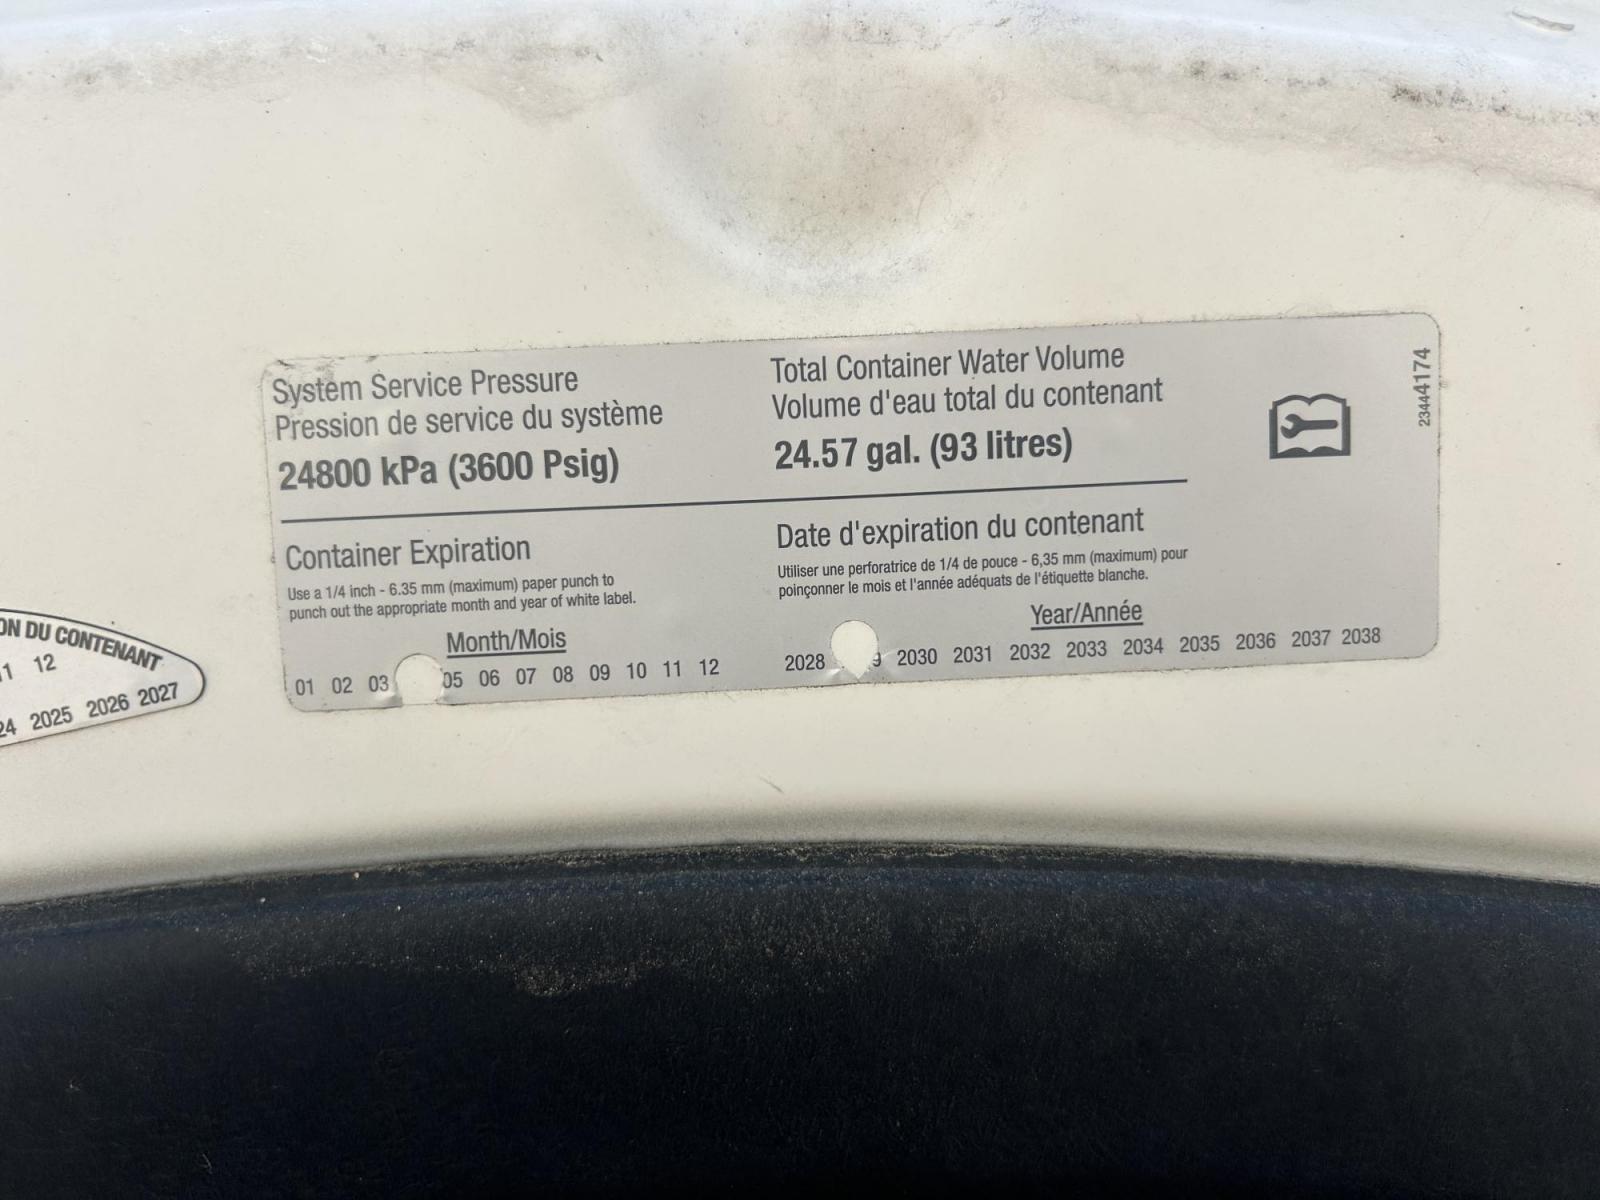 System Service Pressure
Pression de service du système
24800 kPa (3600 Psig)
Total Container Water Volume
Volume d'eau total du contenant
24.57 gal. (93 litres)
23444174
Container Expiration
Use a 1/4 inch - 6.35 mm (maximum) paper punch to
punch out the appropriate month and year of white label.
Month/Mois
01 02 03 05 06 07 08 09 10 11 12
Date d'expiration du contenant
Utiliser une perforatrice de 1/4 de pouce - 6,35 mm (maximum) pour
poinçonner le mois et l'année adéquats de l'étiquette blanche.
Year/Année
2028 9 2030 2031 2032 2033 2034 2035 2036 2037 2038
ON DU CONTENANT
11 12
24 2025 2026 2027